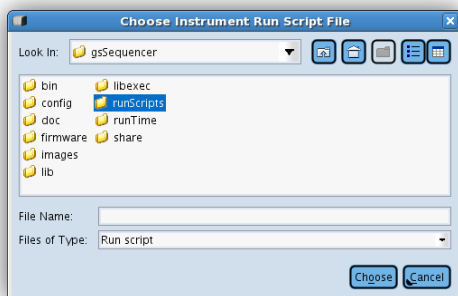 Choose Instrument Run Script File
Look In: gsSequencer
bin libexec
config runScripts
doc runTime
firmware share
images
lib
File Name:
Files of Type: Run script
Choose Cancel